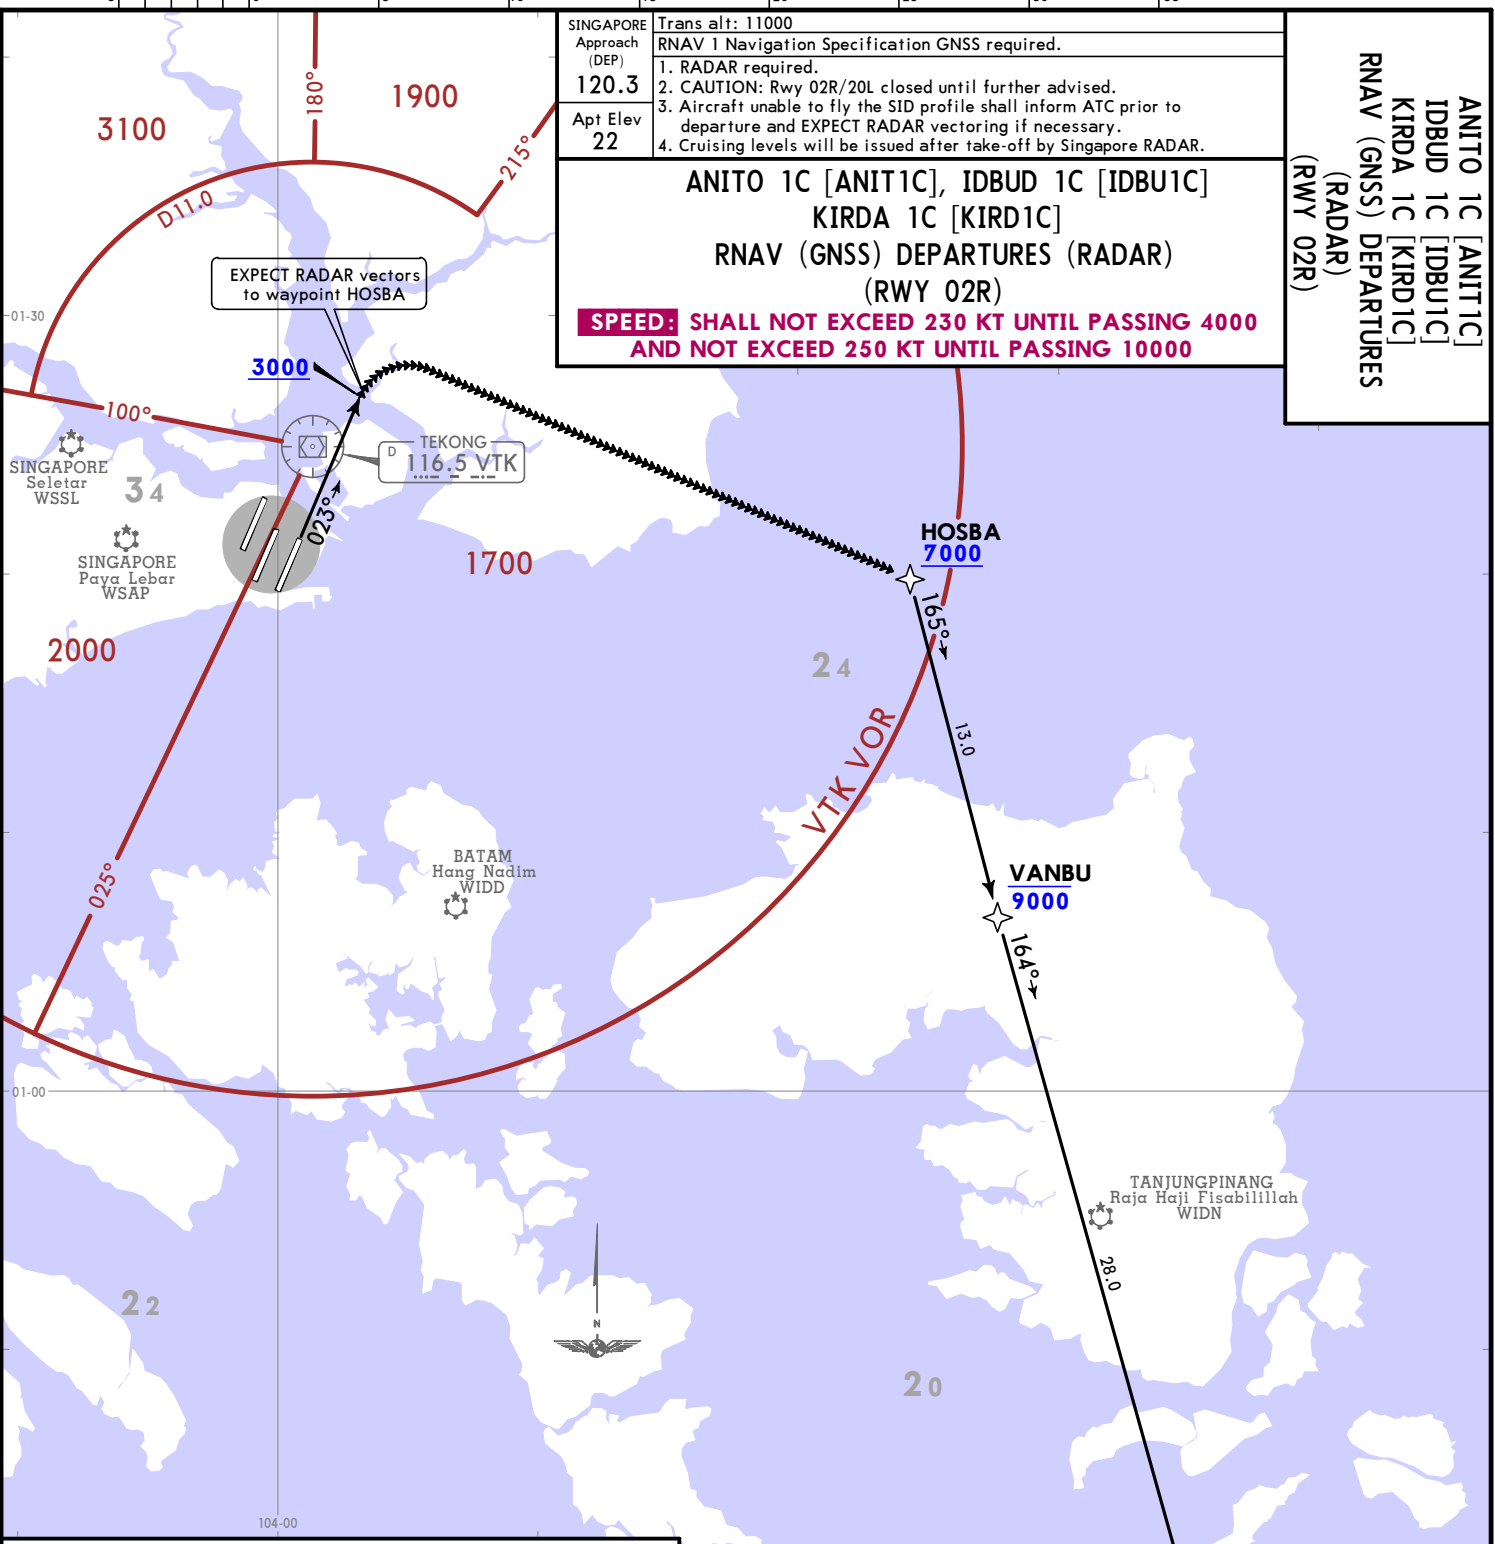 SINGAPORE
Approach
(DEP)
120.3
Apt Elev
22
Trans alt: 11000
RNAV 1 Navigation Specification GNSS required.
1. RADAR required.
2. CAUTION: Rwy 02R/20L closed until further advised.
3. Aircraft unable to fly the SID profile shall inform ATC prior to
departure and EXPECT RADAR vectoring if necessary.
4. Cruising levels will be issued after take-off by Singapore RADAR.
ANITO 1C [ANIT1C], IDBUD 1C [IDBU1C]
KIRDA 1C [KIRD1C]
RNAV (GNSS) DEPARTURES (RADAR)
(RWY 02R)
SPEED: SHALL NOT EXCEED 230 KT UNTIL PASSING 4000
AND NOT EXCEED 250 KT UNTIL PASSING 10000
ANITO 1C [ANIT1C]
IDBUD 1C [IDBU1C]
KIRDA 1C [KIRD1C]
RNAV (GNSS) DEPARTURES
(RADAR)
(RWY 02R)
3100
180°
1900
215°
D11.0
EXPECT RADAR vectors
to waypoint HOSBA
01-30
3000
100°
TEKONG
D
116.5 VTK
SINGAPORE
Seletar
WSSL
34
023°
SINGAPORE
Paya Lebar
WSAP
1700
HOSBA
7000
165°
2000
24
13.0
VTK VOR
025°
BATAM
Hang Nadim
WIDD
VANBU
9000
164°
01-00
TANJUNGPINANG
Raja Haji Fisabilillah
WIDN
28.0
22
N
20
104-00